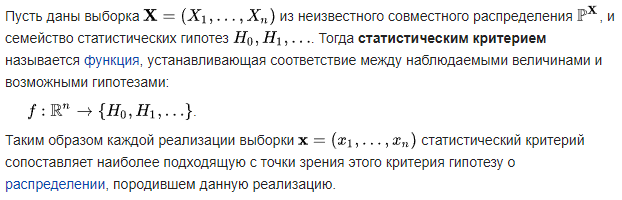 Пусть даны выборка 𝐗 = (X₁, …, Xₙ) из неизвестного совместного распределения ℙ^𝐗, и
семейство статистических гипотез H₀, H₁, …. Тогда статистическим критерием
называется функция, устанавливающая соответствие между наблюдаемыми величинами и
возможными гипотезами:
f : ℝⁿ → {H₀, H₁, …}.
Таким образом каждой реализации выборки 𝐱 = (x₁, …, xₙ) статистический критерий
сопоставляет наиболее подходящую с точки зрения этого критерия гипотезу о
распределении, породившем данную реализацию.